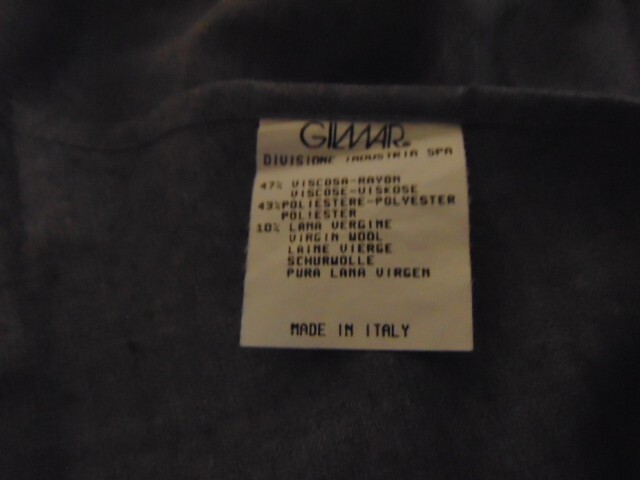 GILMAR
DIVISIONE INDUSTRIA SPA
47% VISCOSA-RAYON
VISCOSE-VISKOSE
43% POLIESTERE-POLYESTER
POLIESTER
10% LANA VERGINE
VIRGIN WOOL
LAINE VIERGE
SCHURWOLLE
PURA LANA VIRGEN
MADE IN ITALY